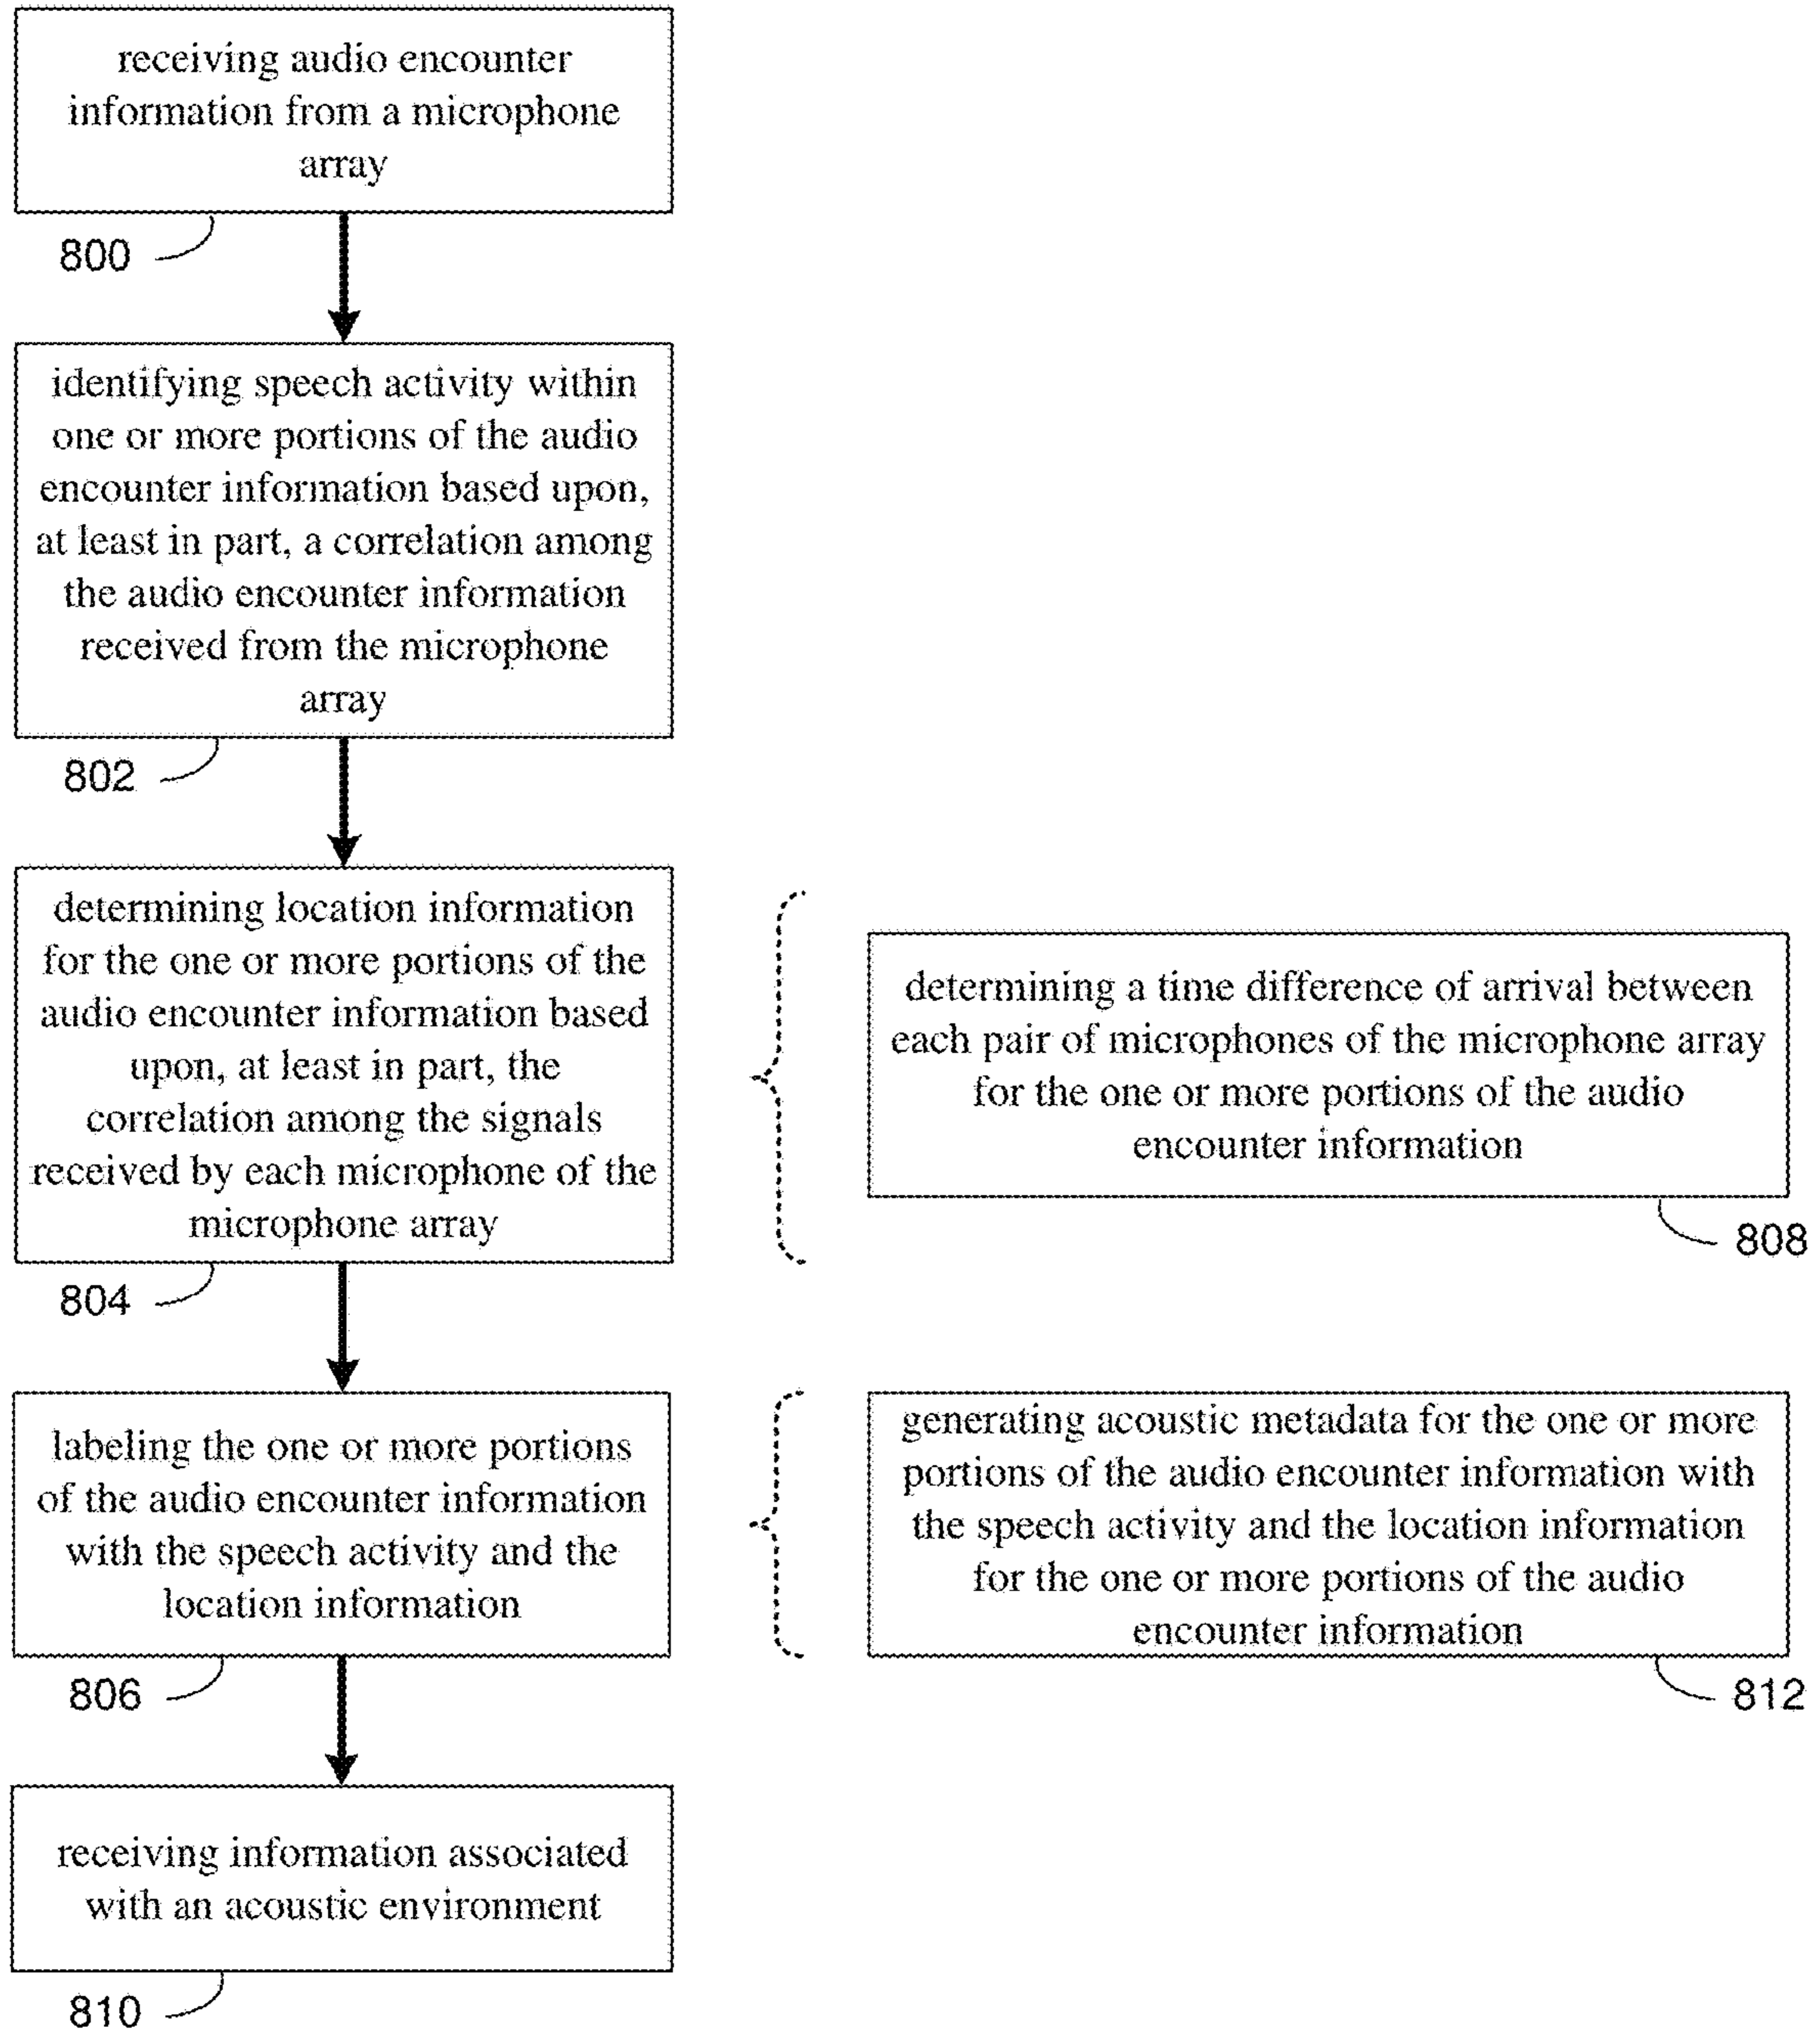 receiving audio encounter
information from a microphone
array
800
identifying speech activity within
one or more portions of the audio
encounter information based upon,
at least in part, a correlation among
the audio encounter information
received from the microphone
array
802
determining location information
for the one or more portions of the
audio encounter information based
upon, at least in part, the
correlation among the signals
received by each microphone of the
microphone array
804
determining a time difference of arrival between
each pair of microphones of the microphone array
for the one or more portions of the audio
encounter information
808
labeling the one or more portions
of the audio encounter information
with the speech activity and the
location information
806
generating acoustic metadata for the one or more
portions of the audio encounter information with
the speech activity and the location information
for the one or more portions of the audio
encounter information
812
receiving information associated
with an acoustic environment
810